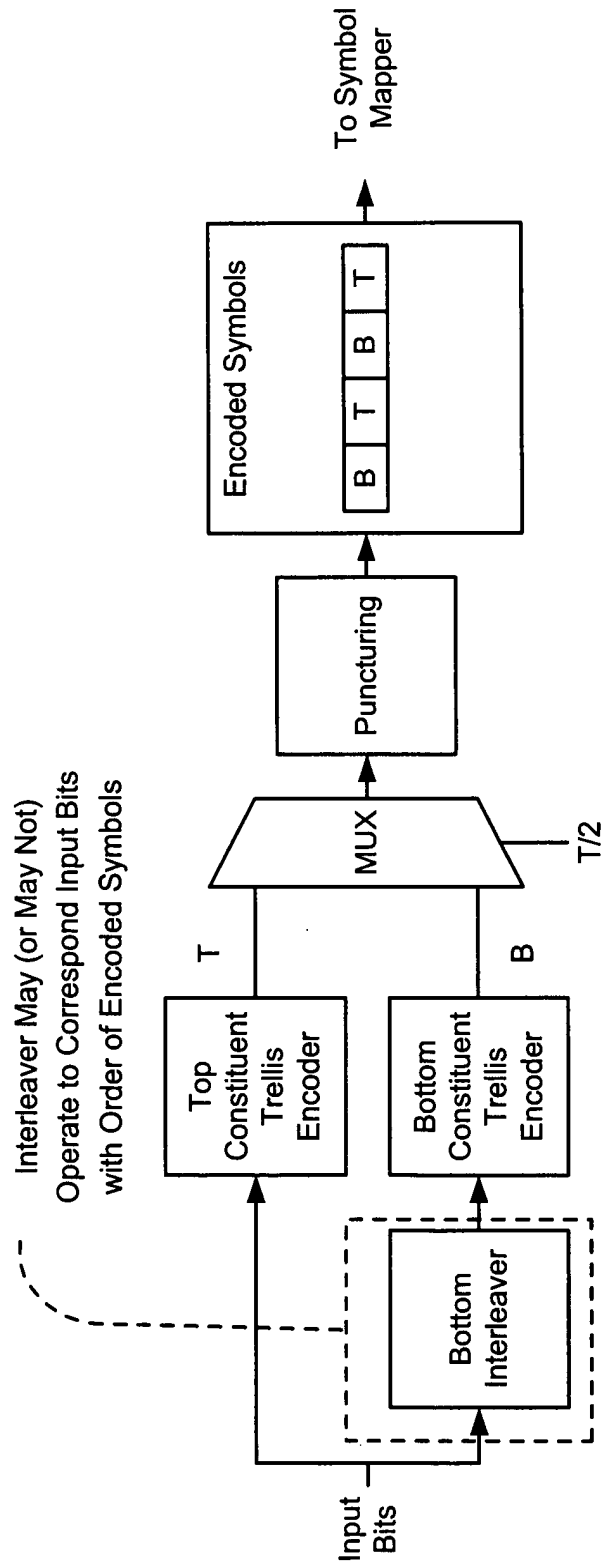 Interleaver May (or May Not)
Operate to Correspond Input Bits
with Order of Encoded Symbols
Input
Bits
Bottom
Interleaver
Top
Constituent
Trellis
Encoder
Bottom
Constituent
Trellis
Encoder
T
B
MUX
T/2
Puncturing
Encoded Symbols
B T B T
To Symbol
Mapper